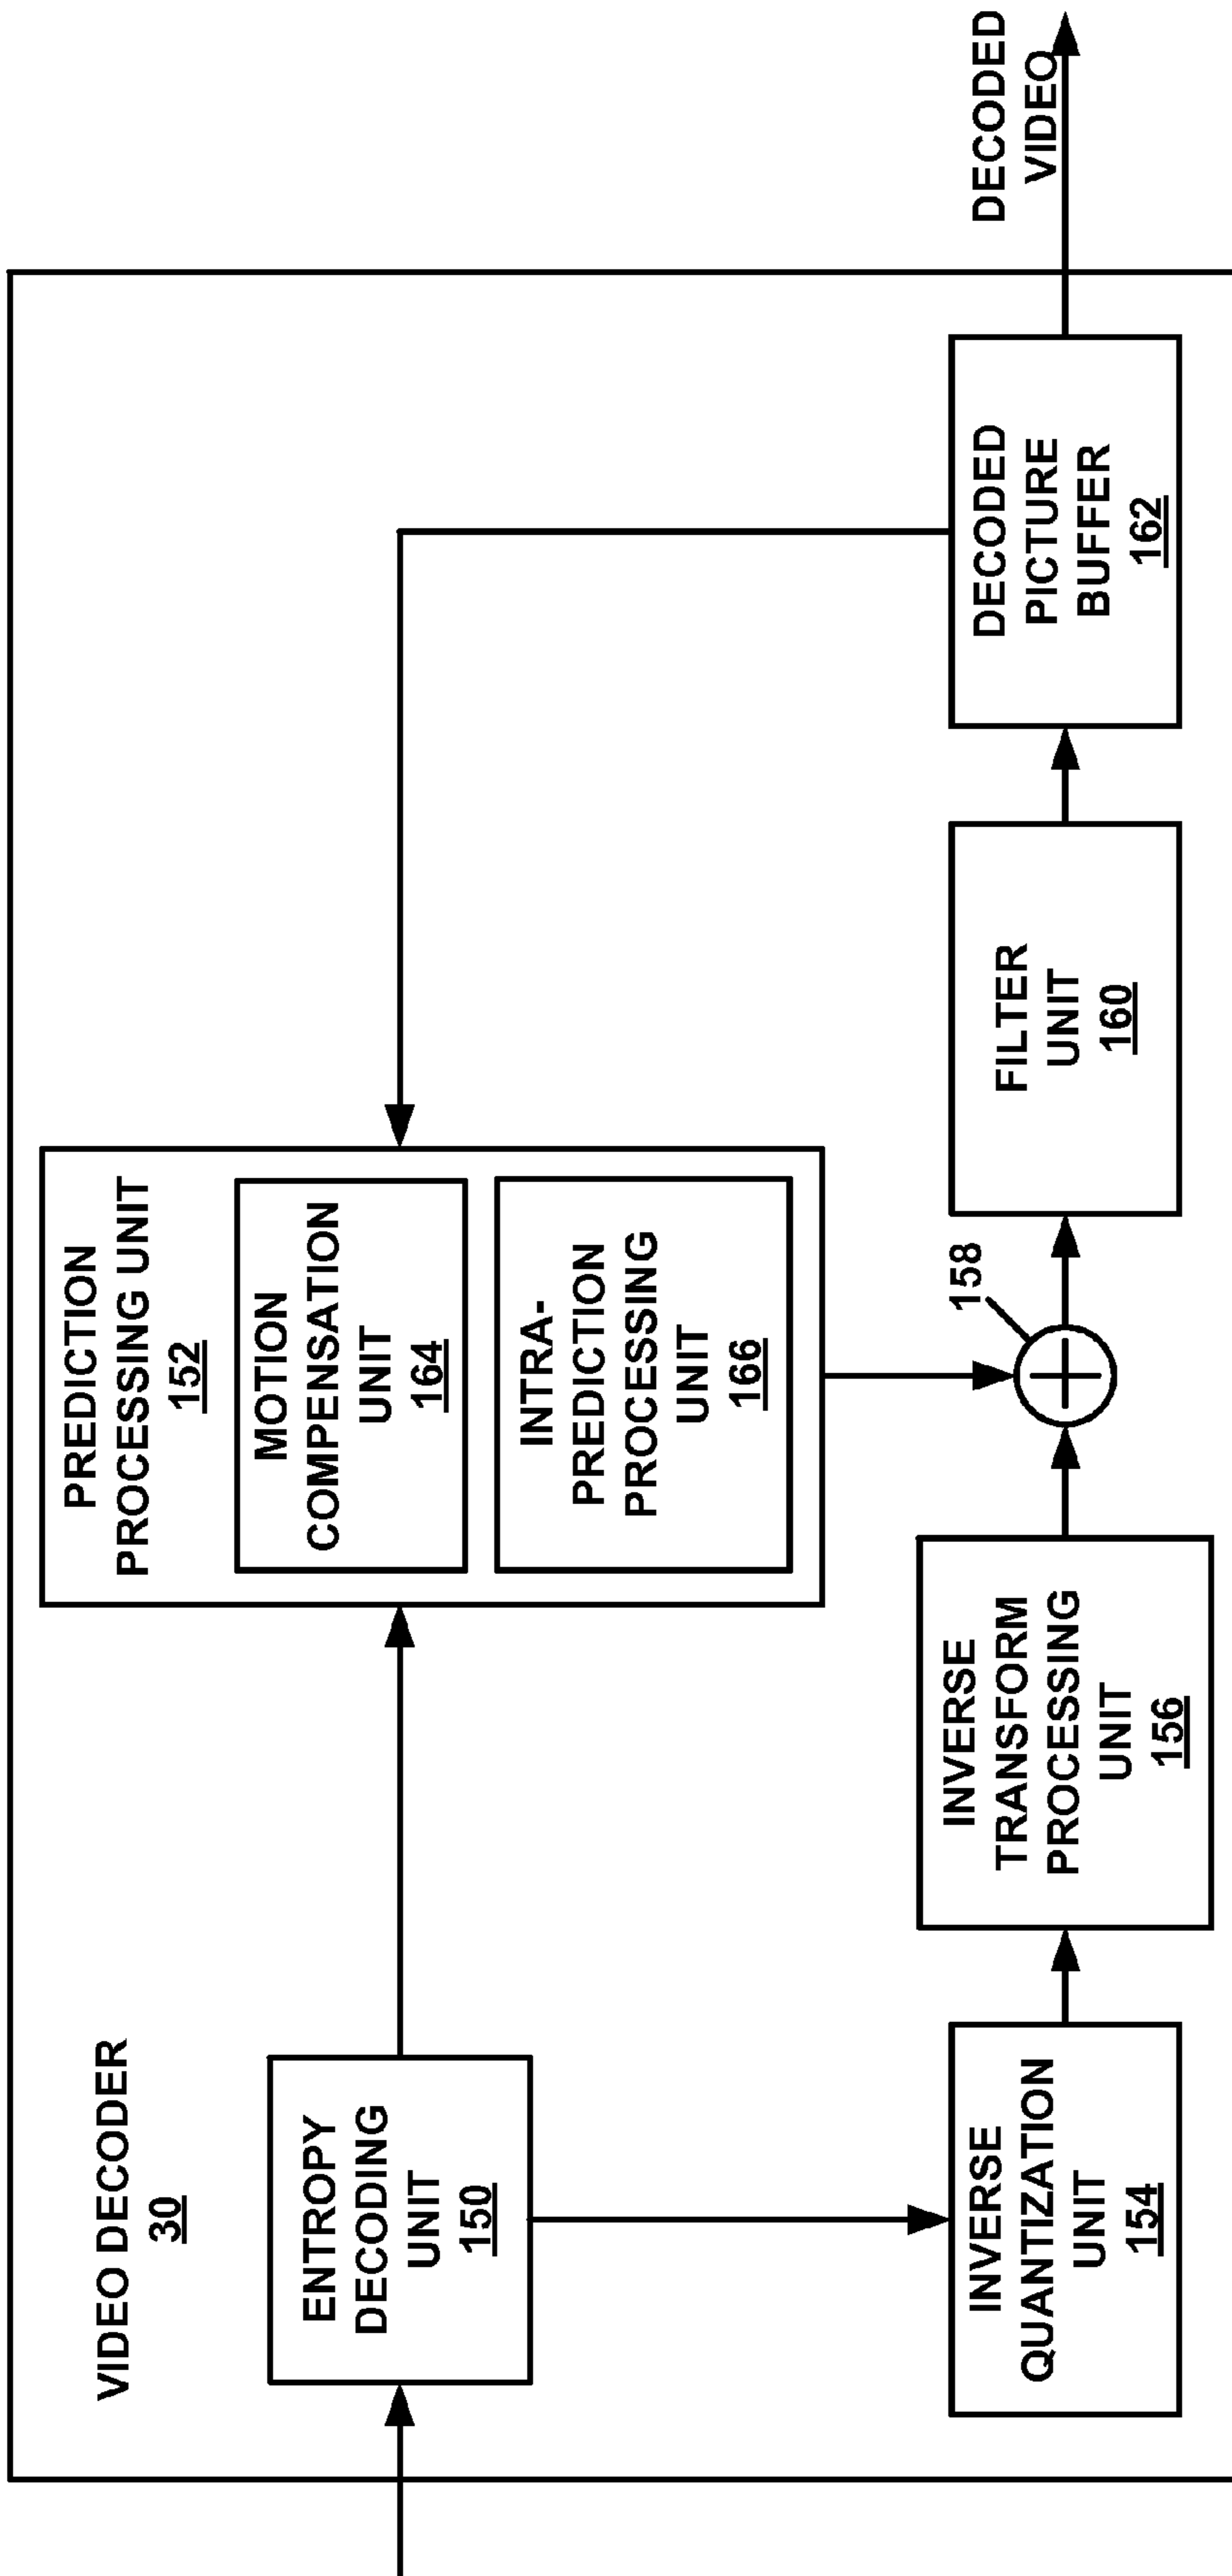 VIDEO DECODER
30
ENTROPY
DECODING
UNIT
150
PREDICTION
PROCESSING UNIT
152
MOTION
COMPENSATION
UNIT
164
INTRA-
PREDICTION
PROCESSING
UNIT
166
INVERSE
QUANTIZATION
UNIT
154
INVERSE
TRANSFORM
PROCESSING
UNIT
156
158
FILTER
UNIT
160
DECODED
PICTURE
BUFFER
162
DECODED
VIDEO